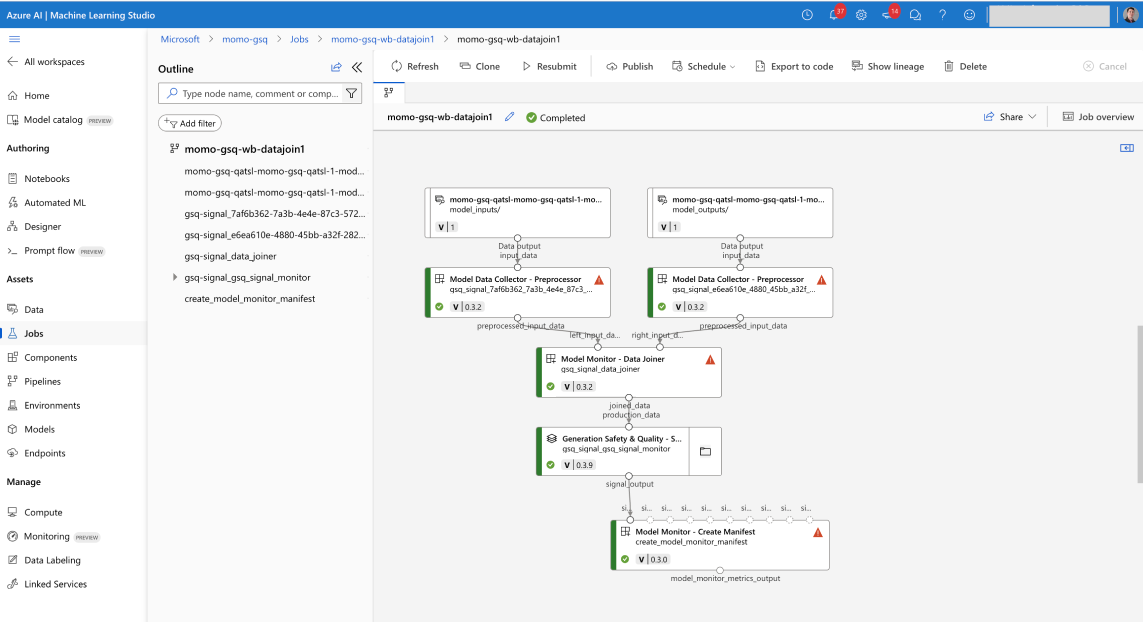 Azure AI | Machine Learning Studio
37
14
All workspaces
Home
Model catalog PREVIEW
Authoring
Notebooks
Automated ML
Designer
Prompt flow PREVIEW
Assets
Data
Jobs
Components
Pipelines
Environments
Models
Endpoints
Manage
Compute
Monitoring PREVIEW
Data Labeling
Linked Services
Microsoft > momo-gsq > Jobs > momo-gsq-wb-datajoin1 > momo-gsq-wb-datajoin1
Outline
Type node name, comment or comp...
Add filter
momo-gsq-wb-datajoin1
momo-gsq-qatsl-momo-gsq-qatsl-1-mod...
momo-gsq-qatsl-momo-gsq-qatsl-1-mod...
gsq-signal_7af6b362-7a3b-4e4e-87c3-572...
gsq-signal_e6ea610e-4880-45bb-a32f-282...
gsq-signal_data_joiner
gsq-signal_gsq_signal_monitor
create_model_monitor_manifest
Refresh Clone Resubmit Publish Schedule Export to code Show lineage Delete Cancel
momo-gsq-wb-datajoin1 Completed Share Job overview
momo-gsq-qatsl-momo-gsq-qatsl-1-mo...
model_inputs/
V 1
momo-gsq-qatsl-momo-gsq-qatsl-1-mo...
model_outputs/
V 1
Data output
input_data
Data output
input_data
Model Data Collector - Preprocessor
gsq_signal_7af6b362_7a3b_4e4e_87c3_...
V 0.3.2
Model Data Collector - Preprocessor
gsq_signal_e6ea610e_4880_45bb_a32f_...
V 0.3.2
preprocessed_input_data
preprocessed_input_data
left_input_da... right_input_d...
Model Monitor - Data Joiner
gsq_signal_data_joiner
V 0.3.2
joined_data
production_data
Generation Safety & Quality - S...
gsq_signal_gsq_signal_monitor
V 0.3.9
signal_output
si... si... si... si... si... si... si... si... si... si...
Model Monitor - Create Manifest
create_model_monitor_manifest
V 0.3.0
model_monitor_metrics_output